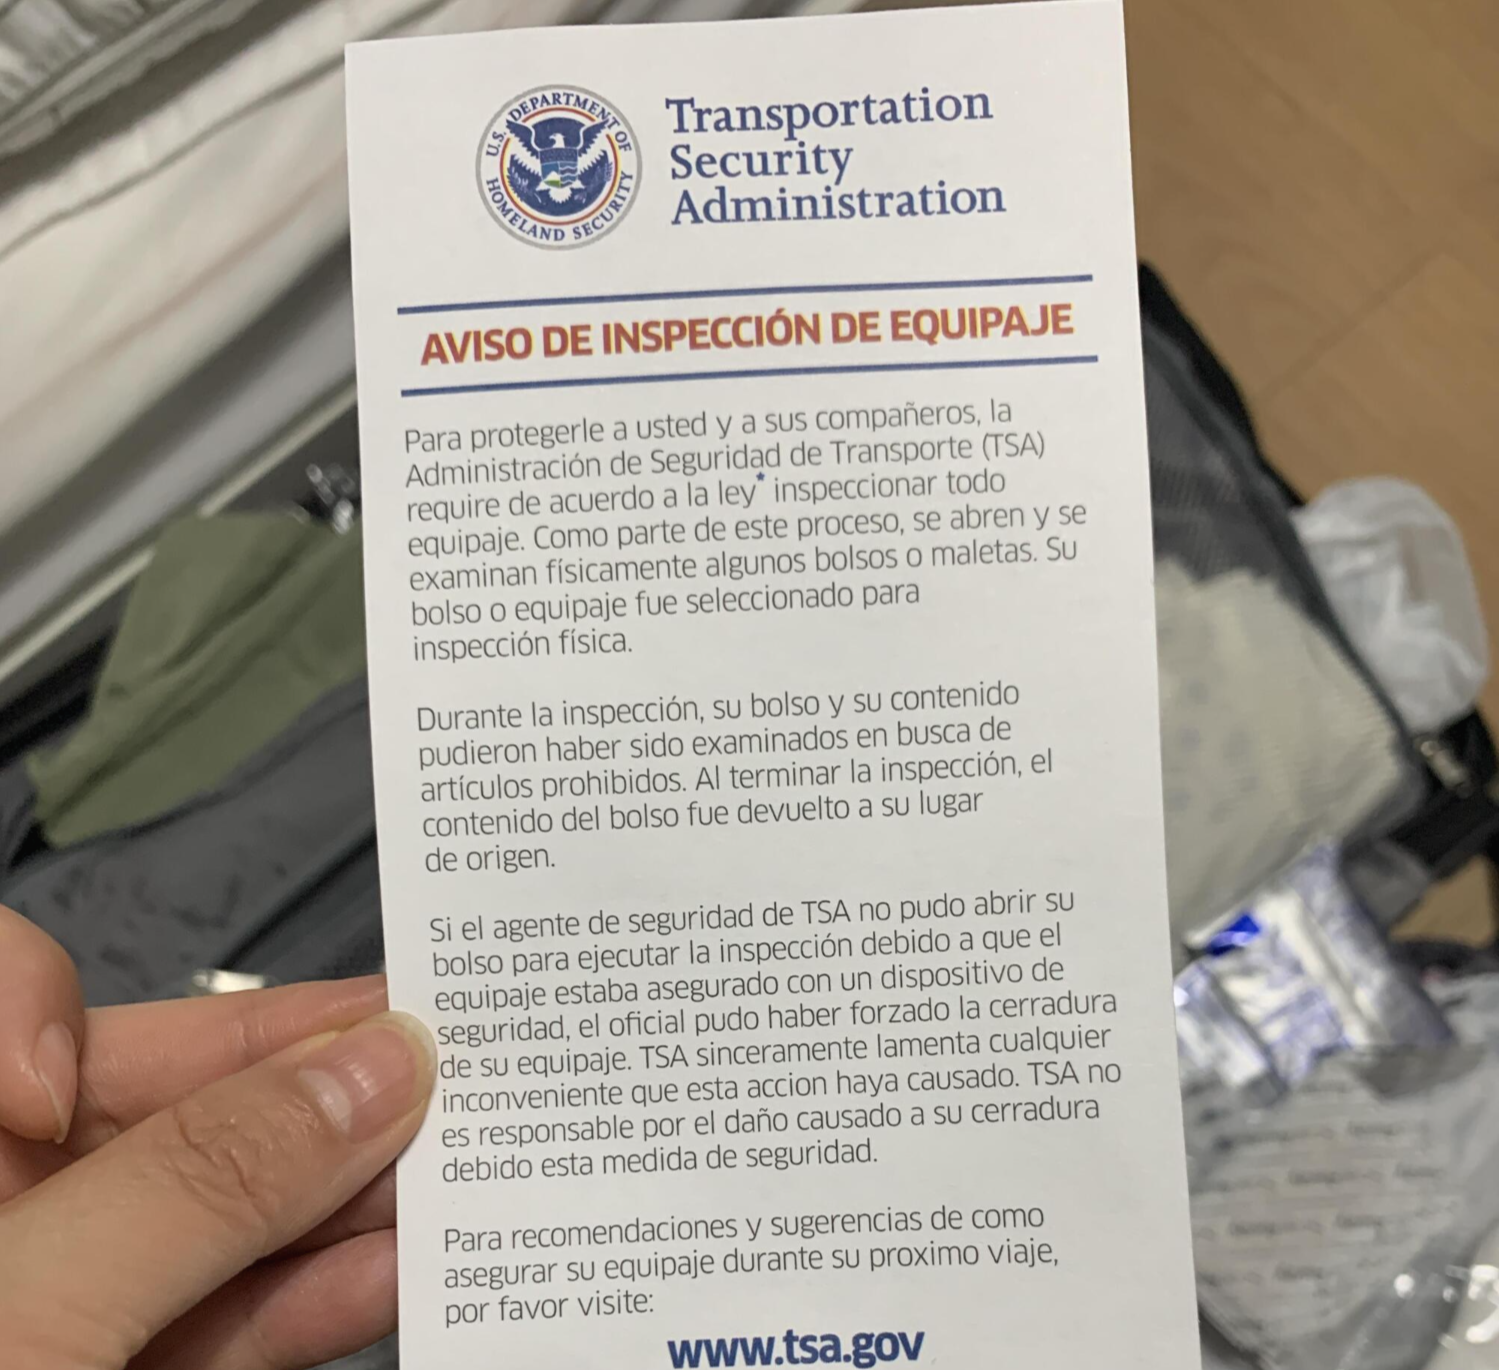 U.S. DEPARTMENT OF
HOMELAND SECURITY
Transportation
Security
Administration
AVISO DE INSPECCIÓN DE EQUIPAJE
Para protegerle a usted y a sus compañeros, la
Administración de Seguridad de Transporte (TSA)
require de acuerdo a la ley* inspeccionar todo
equipaje. Como parte de este proceso, se abren y se
examinan físicamente algunos bolsos o maletas. Su
bolso o equipaje fue seleccionado para
inspección física.
Durante la inspección, su bolso y su contenido
pudieron haber sido examinados en busca de
artículos prohibidos. Al terminar la inspección, el
contenido del bolso fue devuelto a su lugar
de origen.
Si el agente de seguridad de TSA no pudo abrir su
bolso para ejecutar la inspección debido a que el
equipaje estaba asegurado con un dispositivo de
seguridad, el oficial pudo haber forzado la cerradura
de su equipaje. TSA sinceramente lamenta cualquier
inconveniente que esta accion haya causado. TSA no
es responsable por el daño causado a su cerradura
debido esta medida de seguridad.
Para recomendaciones y sugerencias de como
asegurar su equipaje durante su proximo viaje,
por favor visite:
www.tsa.gov